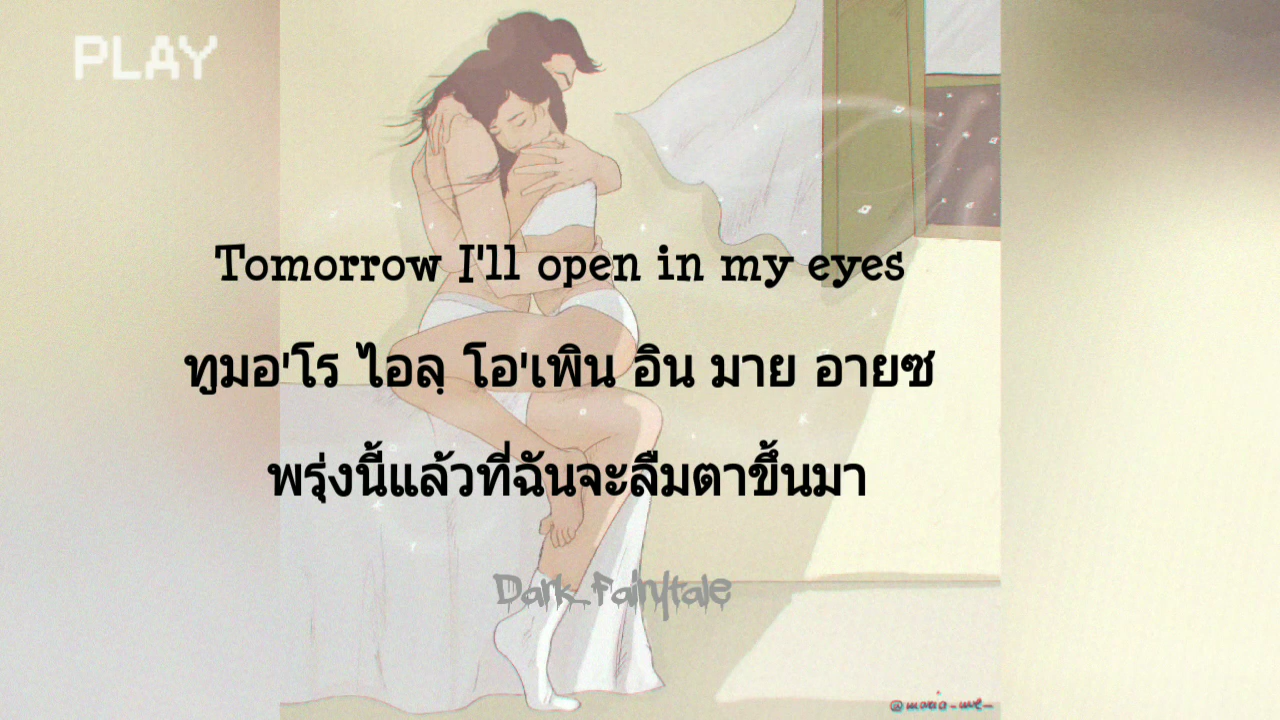 PLAY
Tomorrow I'll open in my eyes
ทูมอ'โร ไอลฺ โอ'เพิน อิน มาย อายซ
พรุ่งนี้แล้วที่ฉันจะลืมตาขึ้นมา
Dark_Fairytale